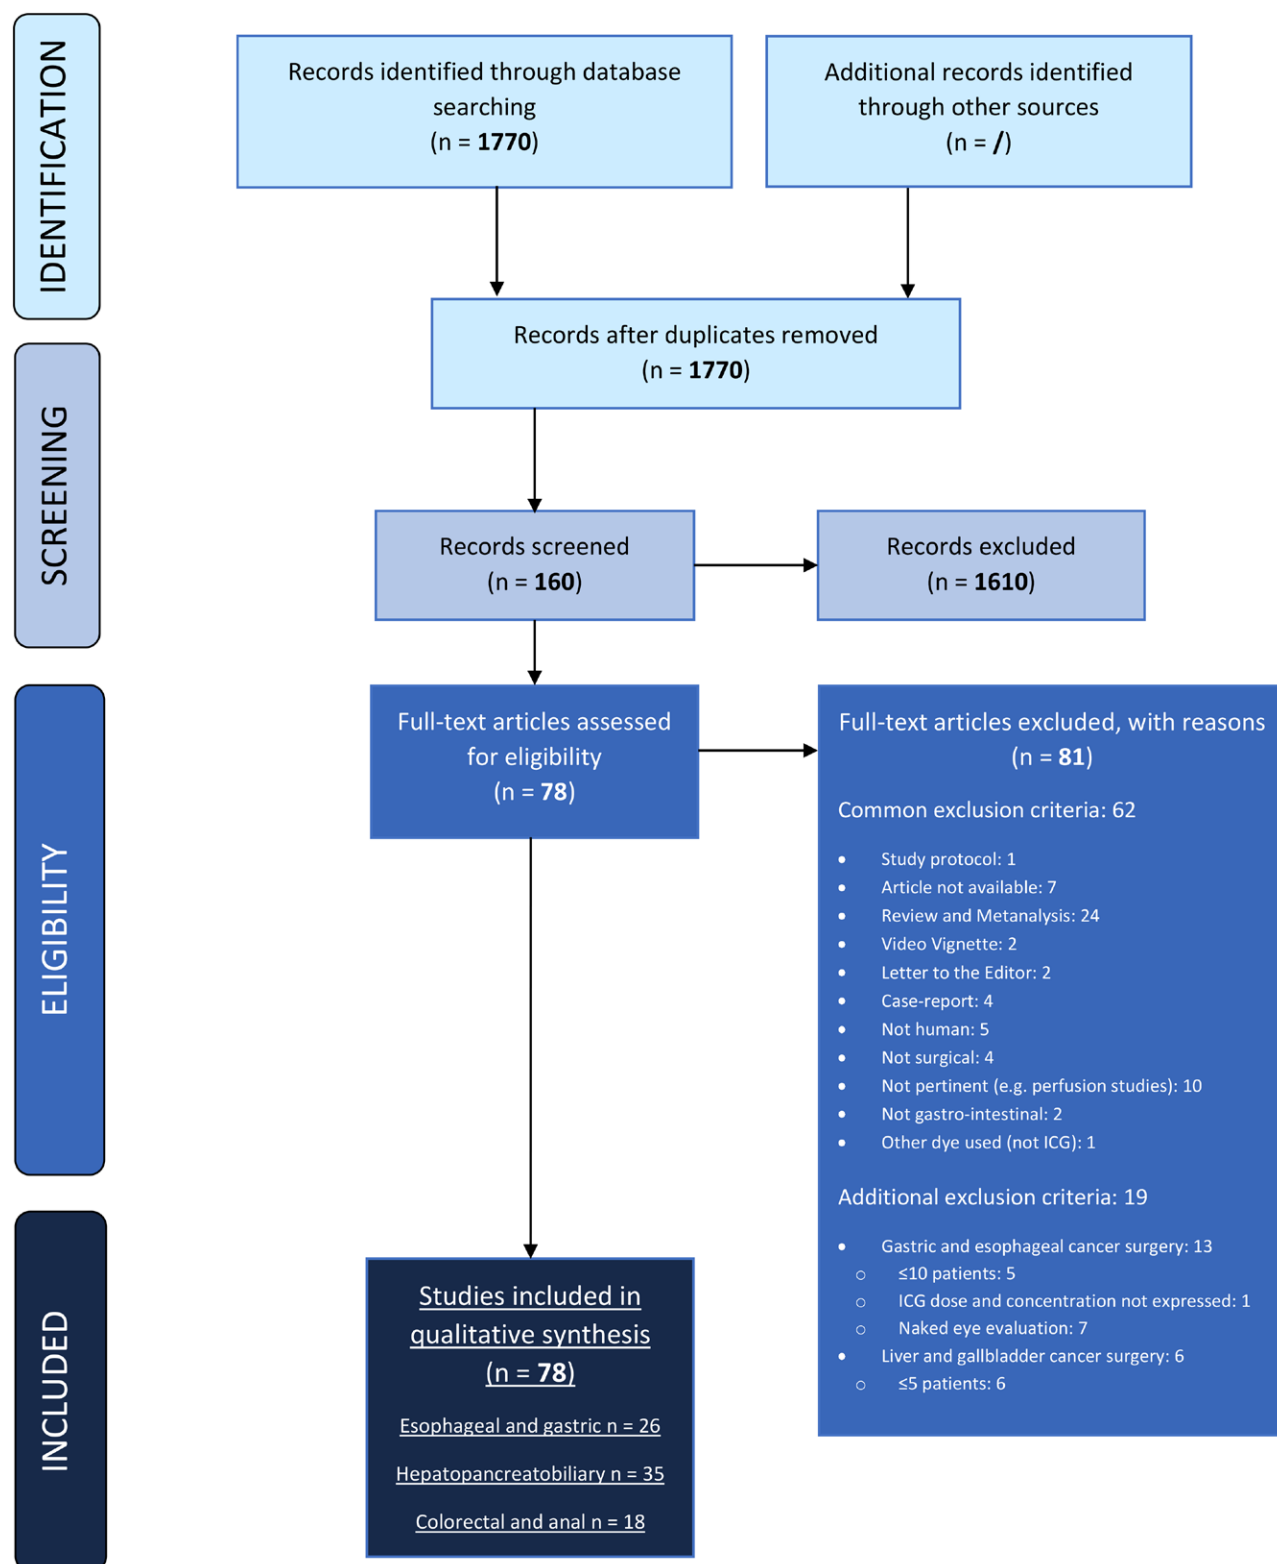 IDENTIFICATION
Records identified through database
searching
(n = 1770)
Additional records identified
through other sources
(n = /)
Records after duplicates removed
(n = 1770)
SCREENING
Records screened
(n = 160)
Records excluded
(n = 1610)
ELIGIBILITY
Full-text articles assessed
for eligibility
(n = 78)
Full-text articles excluded, with reasons
(n = 81)
Common exclusion criteria: 62
• Study protocol: 1
• Article not available: 7
• Review and Metanalysis: 24
• Video Vignette: 2
• Letter to the Editor: 2
• Case-report: 4
• Not human: 5
• Not surgical: 4
• Not pertinent (e.g. perfusion studies): 10
• Not gastro-intestinal: 2
• Other dye used (not ICG): 1
Additional exclusion criteria: 19
• Gastric and esophageal cancer surgery: 13
○ ≤10 patients: 5
○ ICG dose and concentration not expressed: 1
○ Naked eye evaluation: 7
• Liver and gallbladder cancer surgery: 6
○ ≤5 patients: 6
INCLUDED
Studies included in
qualitative synthesis
(n = 78)
Esophageal and gastric n = 26
Hepatopancreatobiliary n = 35
Colorectal and anal n = 18